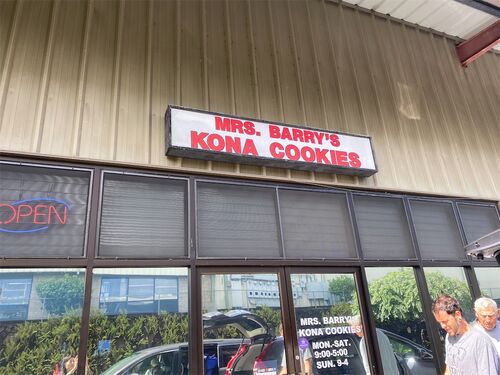 MRS. BARRY'S
KONA COOKIES
OPEN
MRS. BARRY'S
KONA COOKIES
MON.-SAT.
9:00-5:00
SUN. 9-4